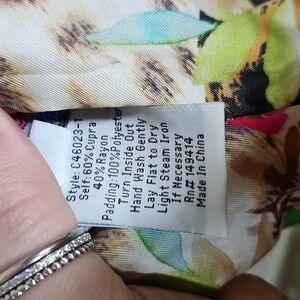 Style: C46023-1
Self:60% Cupra
40% Rayon
Padding:100%Polyester
Turn Inside Out
Hand Wash Gently
Lay Flat to Dry
Light Steam Iron
If Necessary
Rn# 149414
Made In China